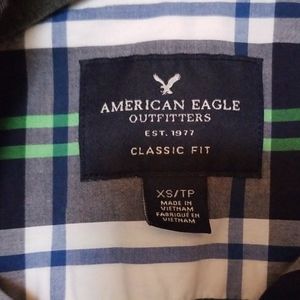 AMERICAN EAGLE
OUTFITTERS
EST. 1977
CLASSIC FIT
XS/TP
MADE IN
VIETNAM
FABRIQUÉ EN
VIETNAM